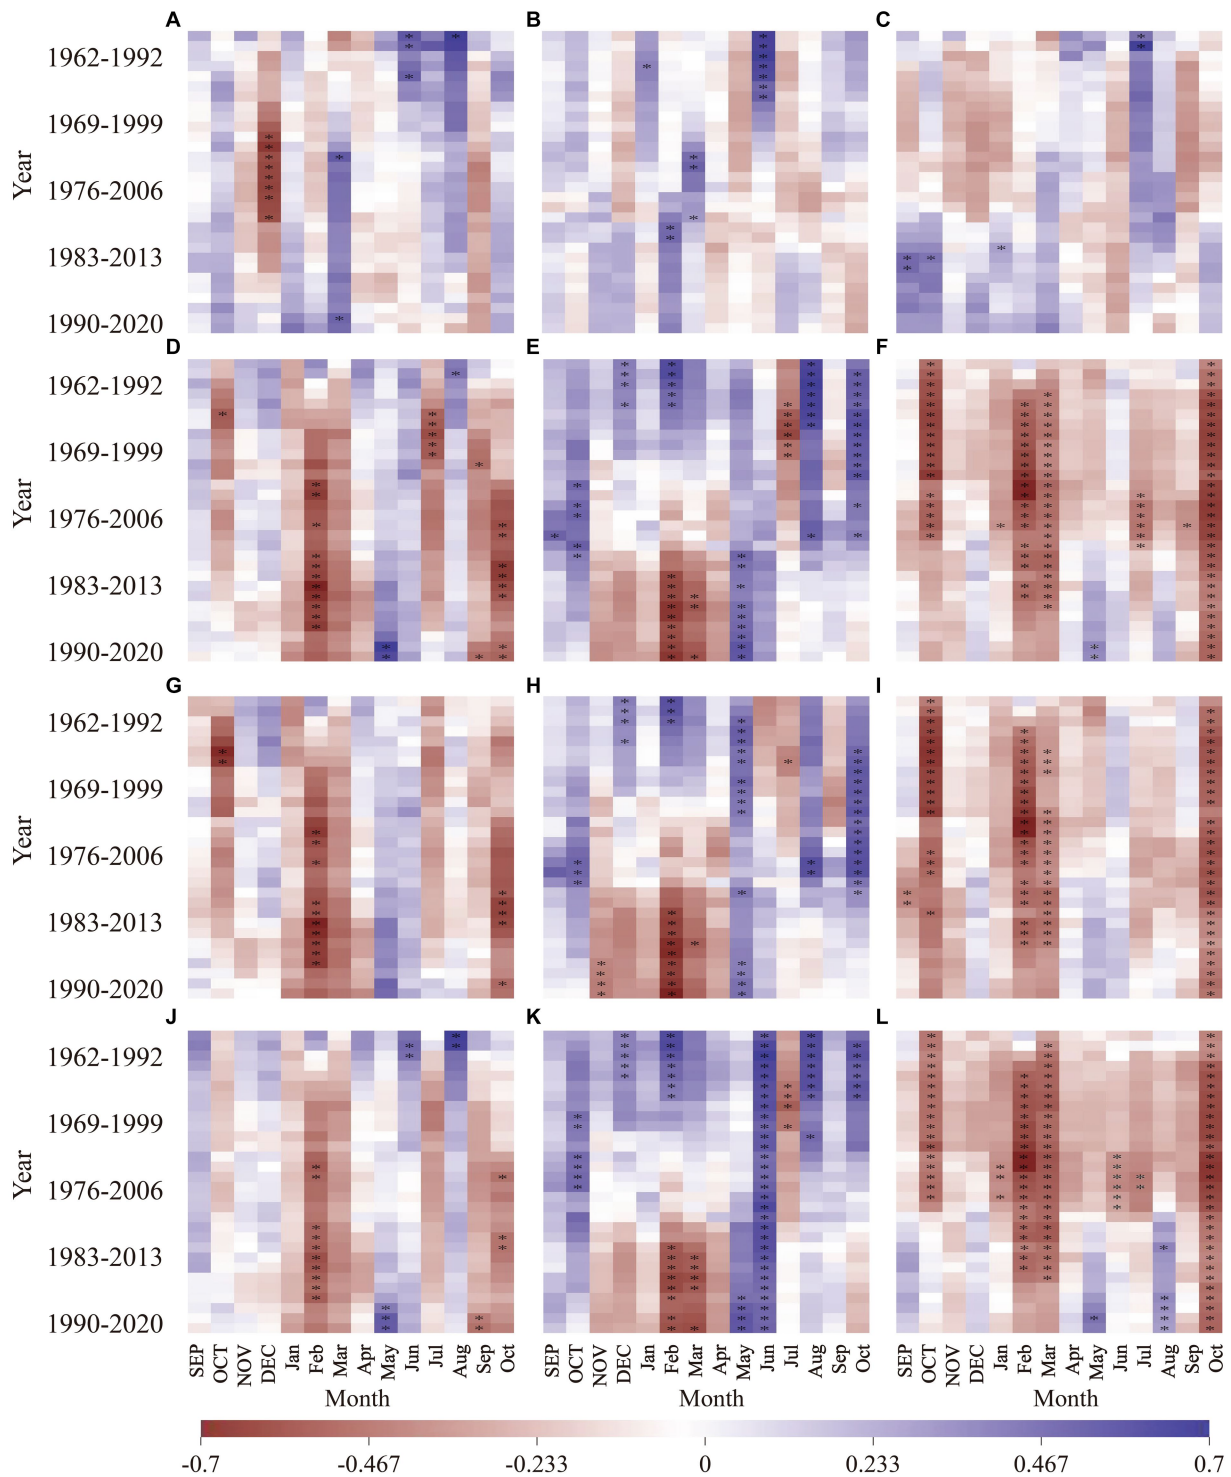 A B C
Year
1962-1992
1969-1999
1976-2006
1983-2013
1990-2020
D E F
Year
1962-1992
1969-1999
1976-2006
1983-2013
1990-2020
G H I
Year
1962-1992
1969-1999
1976-2006
1983-2013
1990-2020
J K L
Year
1962-1992
1969-1999
1976-2006
1983-2013
1990-2020
SEP OCT NOV DEC Jan Feb Mar Apr May Jun Jul Aug Sep Oct
SEP OCT NOV DEC Jan Feb Mar Apr May Jun Jul Aug Sep Oct
SEP OCT NOV DEC Jan Feb Mar Apr May Jun Jul Aug Sep Oct
Month Month Month
-0.7 -0.467 -0.233 0 0.233 0.467 0.7